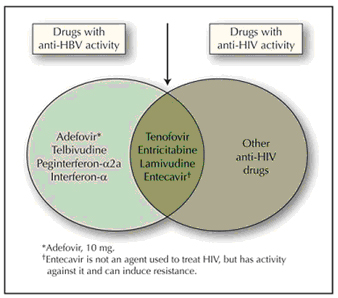 Drugs with
anti-HBV activity
Drugs with
anti-HIV activity
Adefovir*
Telbivudine
Peginterferon-α2a
Interferon-α
Tenofovir
Entricitabine
Lamivudine
Entecavir†
Other
anti-HIV
drugs
*Adefovir, 10 mg.
†Entecavir is not an agent used to treat HIV, but has activity
against it and can induce resistance.